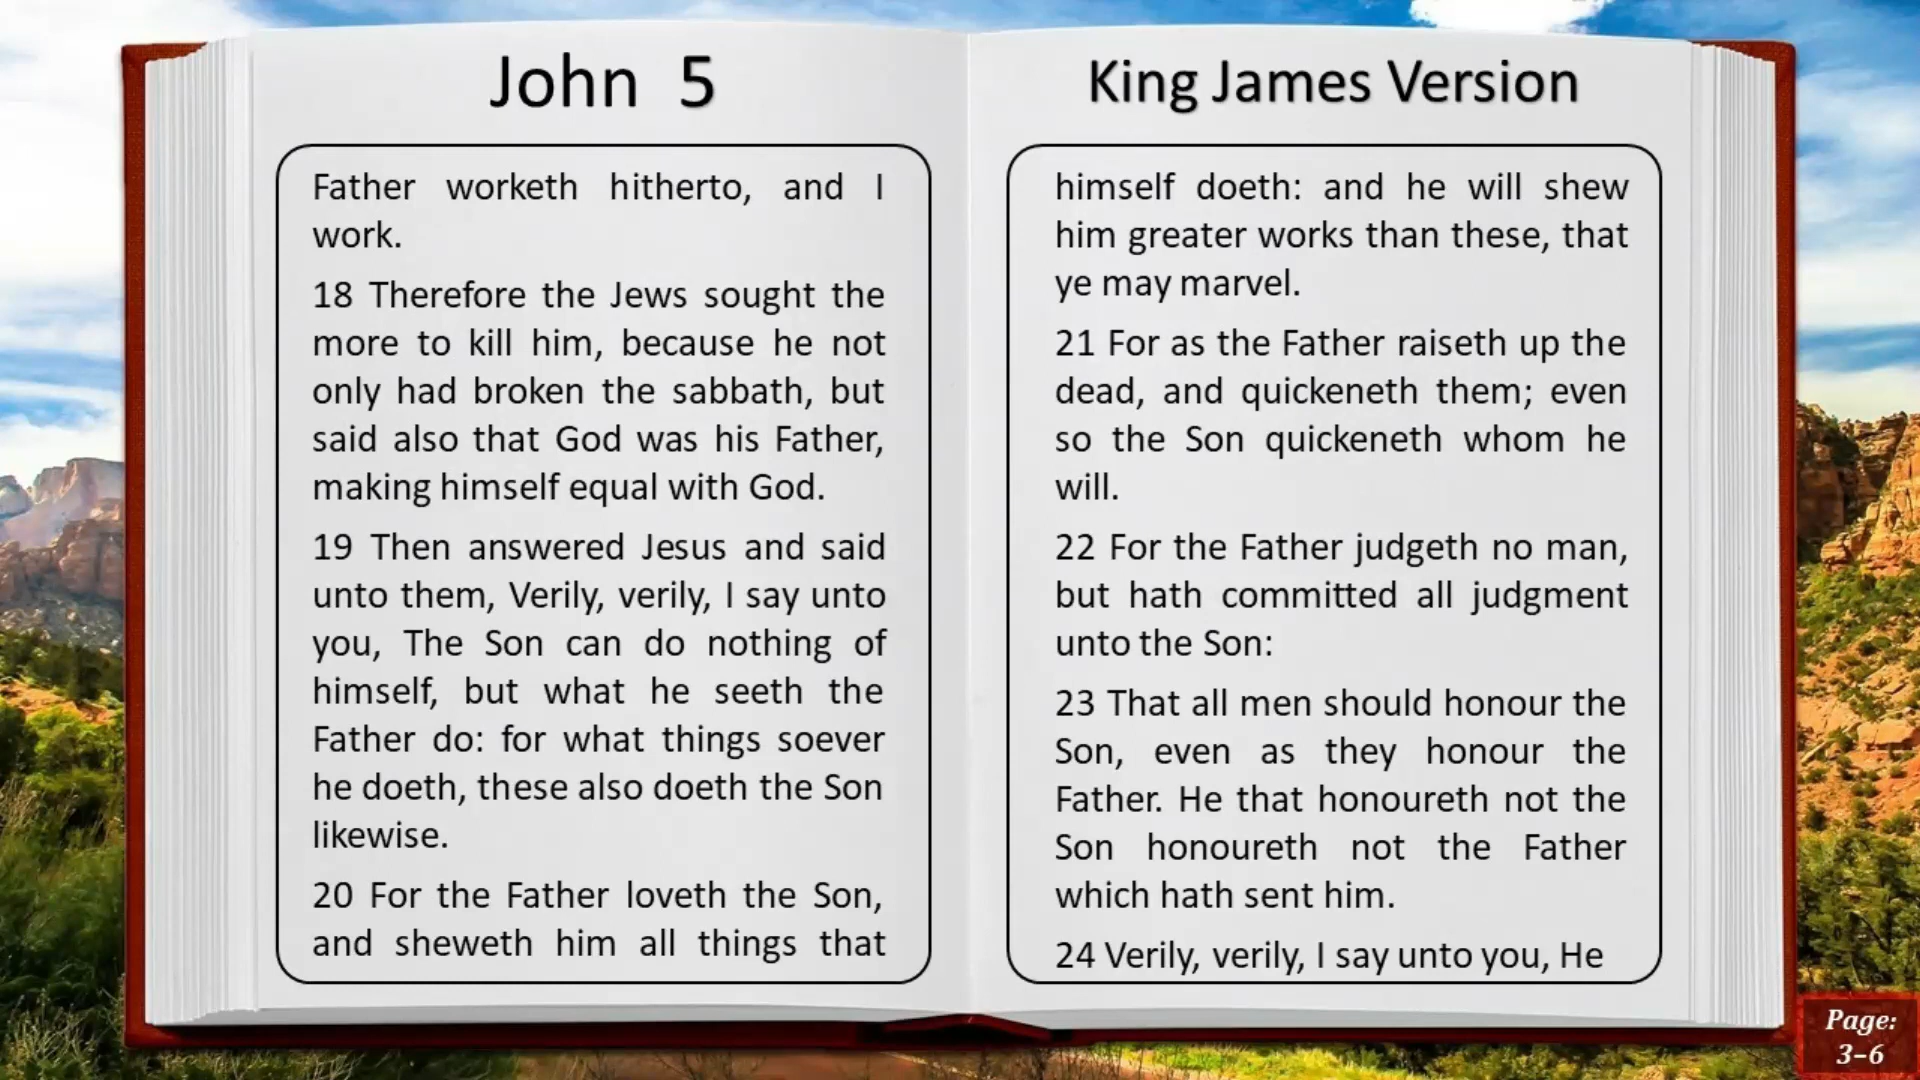 John 5
Father worketh hitherto, and I
work.
18 Therefore the Jews sought the
more to kill him, because he not
only had broken the sabbath, but
said also that God was his Father,
making himself equal with God.
19 Then answered Jesus and said
unto them, Verily, verily, I say unto
you, The Son can do nothing of
himself, but what he seeth the
Father do: for what things soever
he doeth, these also doeth the Son
likewise.
20 For the Father loveth the Son,
and sheweth him all things that
King James Version
himself doeth: and he will shew
him greater works than these, that
ye may marvel.
21 For as the Father raiseth up the
dead, and quickeneth them; even
so the Son quickeneth whom he
will.
22 For the Father judgeth no man,
but hath committed all judgment
unto the Son:
23 That all men should honour the
Son, even as they honour the
Father. He that honoureth not the
Son honoureth not the Father
which hath sent him.
24 Verily, verily, I say unto you, He
Page:
3–6